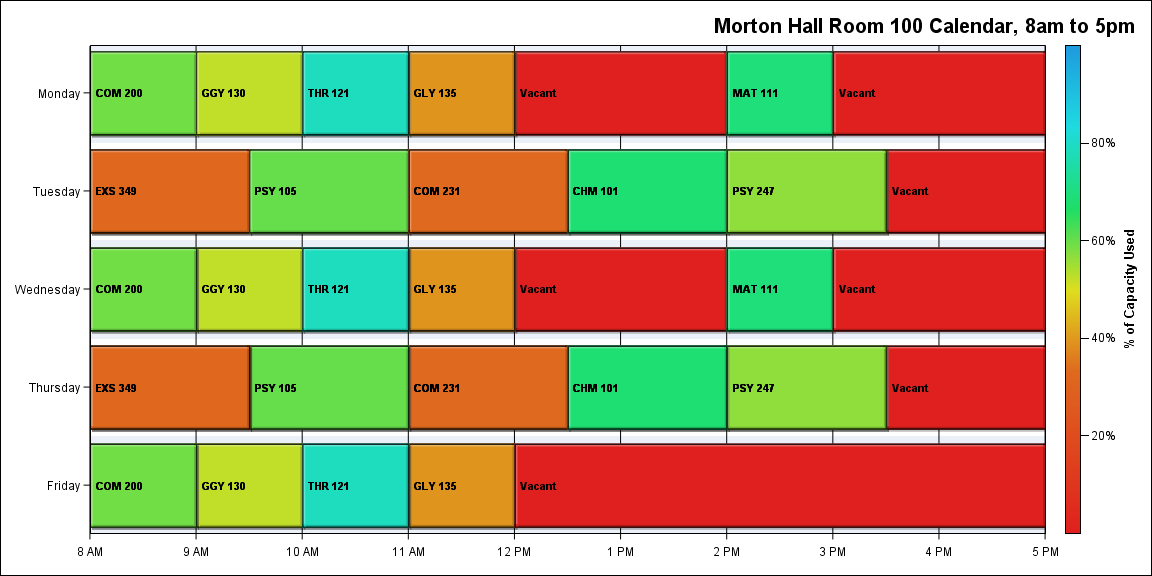 Morton Hall Room 100 Calendar, 8am to 5pm
Monday
COM 200
GGY 130
THR 121
GLY 135
Vacant
MAT 111
Vacant
Tuesday
EXS 349
PSY 105
COM 231
CHM 101
PSY 247
Vacant
Wednesday
COM 200
GGY 130
THR 121
GLY 135
Vacant
MAT 111
Vacant
Thursday
EXS 349
PSY 105
COM 231
CHM 101
PSY 247
Vacant
Friday
COM 200
GGY 130
THR 121
GLY 135
Vacant
8 AM
9 AM
10 AM
11 AM
12 PM
1 PM
2 PM
3 PM
4 PM
5 PM
80%
60%
40%
20%
% of Capacity Used